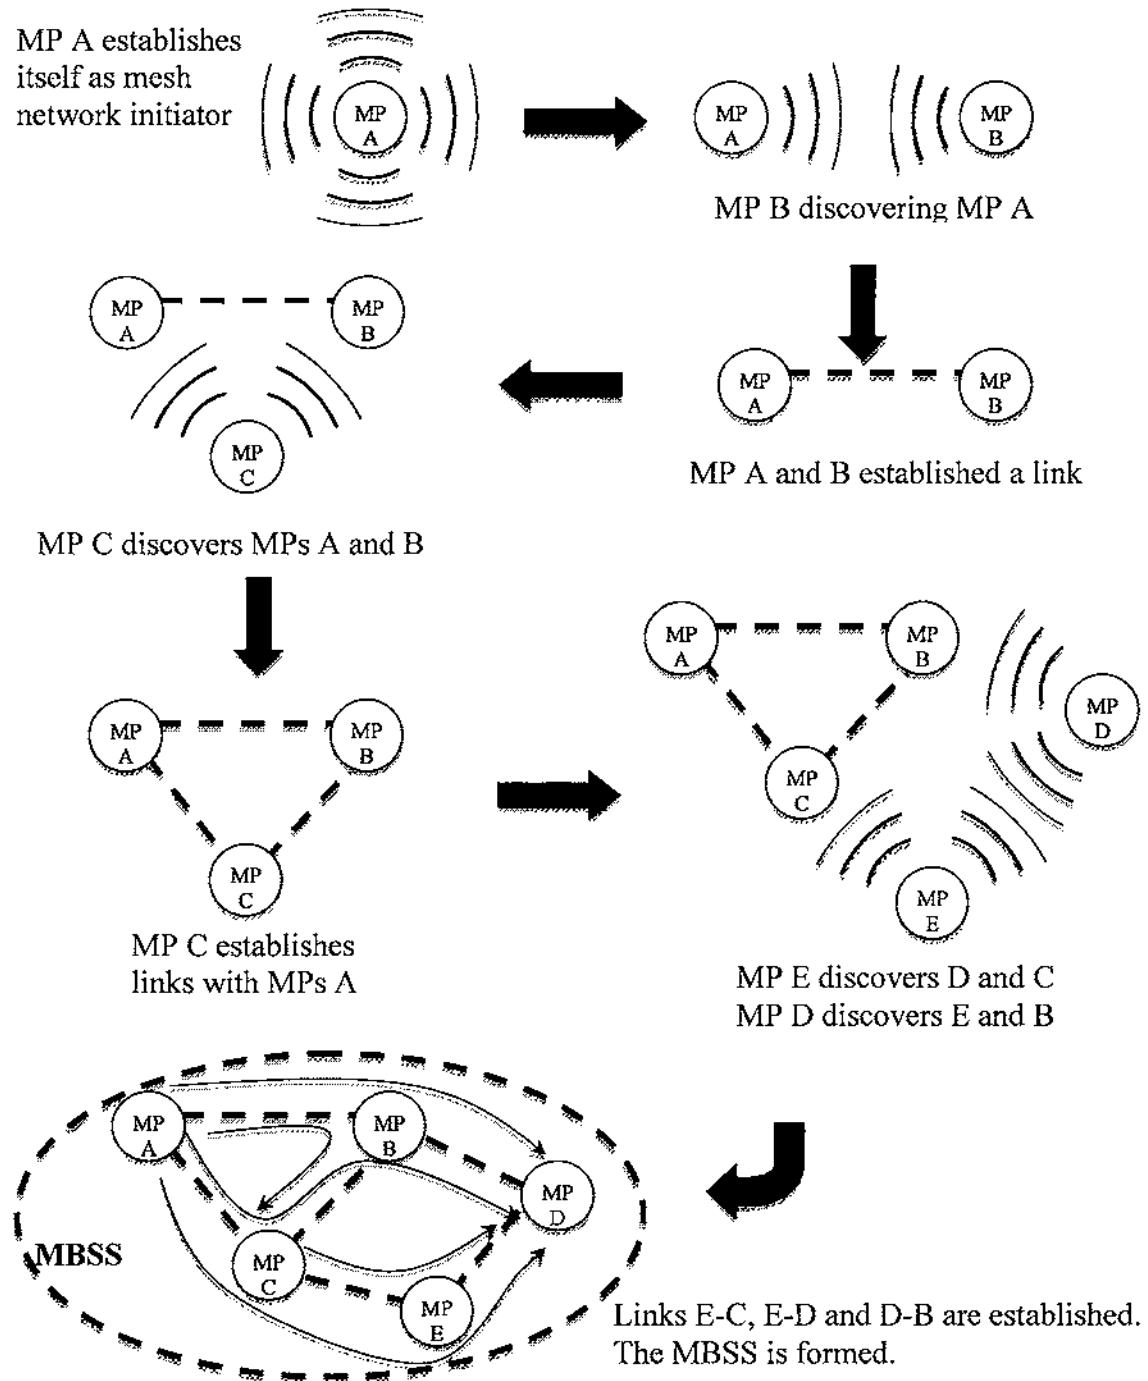 MP A establishes
itself as mesh
network initiator
MP
A
MP
A
MP
B
MP B discovering MP A
MP
A
MP
B
MP A and B established a link
MP
A
MP
B
MP
C
MP C discovers MPs A and B
MP
A
MP
B
MP
C
MP C establishes
links with MPs A
MP
A
MP
B
MP
D
MP
C
MP
E
MP E discovers D and C
MP D discovers E and B
MP
A
MP
B
MP
D
MBSS
MP
C
MP
E
Links E-C, E-D and D-B are established.
The MBSS is formed.